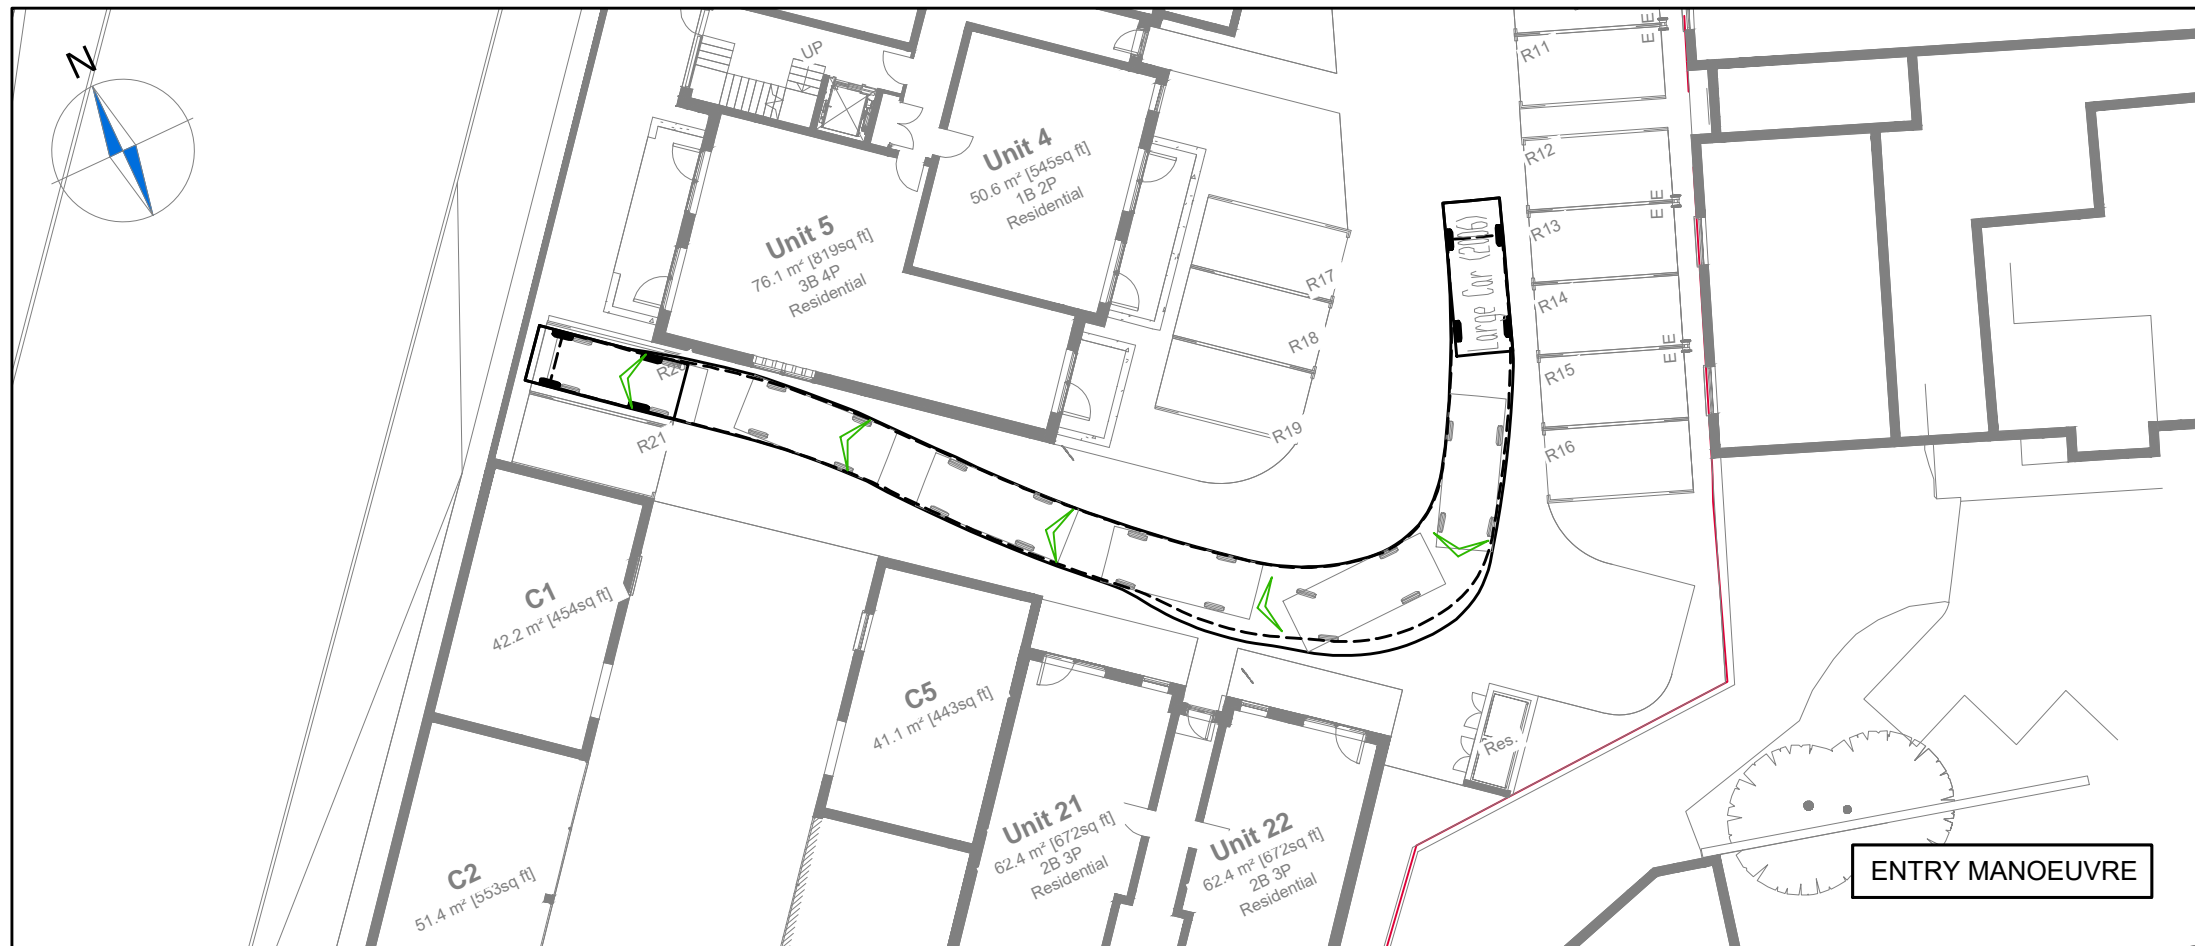 N
UP
R11
E E
Unit 4
50.6 m² [545sq ft]
1B 2P
Residential
R12
E E
R13
Unit 5
76.1 m² [819sq ft]
3B 4P
Residential
Large Car (2006)
R17
R14
R18
E E
R15
R20
R19
R21
R16
C1
42.2 m² [454sq ft]
C5
41.1 m² [443sq ft]
Res.
Unit 21
62.4 m² [672sq ft]
2B 3P
Residential
Unit 22
62.4 m² [672sq ft]
2B 3P
Residential
C2
51.4 m² [553sq ft]
ENTRY MANOEUVRE